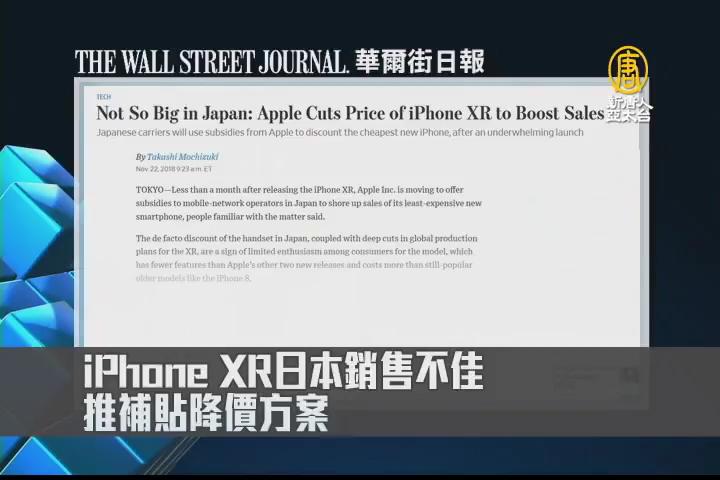 THE WALL STREET JOURNAL. 華爾街日報
唐
新唐人
亞太台
TECH
Not So Big in Japan: Apple Cuts Price of iPhone XR to Boost Sales
Japanese carriers will use subsidies from Apple to discount the cheapest new iPhone, after an underwhelming launch
By Takashi Mochizuki
Nov. 22, 2018 9:23 a.m. ET
TOKYO—Less than a month after releasing the iPhone XR, Apple Inc. is moving to offer
subsidies to mobile-network operators in Japan to shore up sales of its least-expensive new
smartphone, people familiar with the matter said.
The de facto discount of the handset in Japan, coupled with deep cuts in global production
plans for the XR, are a sign of limited enthusiasm among consumers for the model, which
has fewer features than Apple's other two new releases and costs more than still-popular
older models like the iPhone 8.
iPhone XR日本銷售不佳
推補貼降價方案